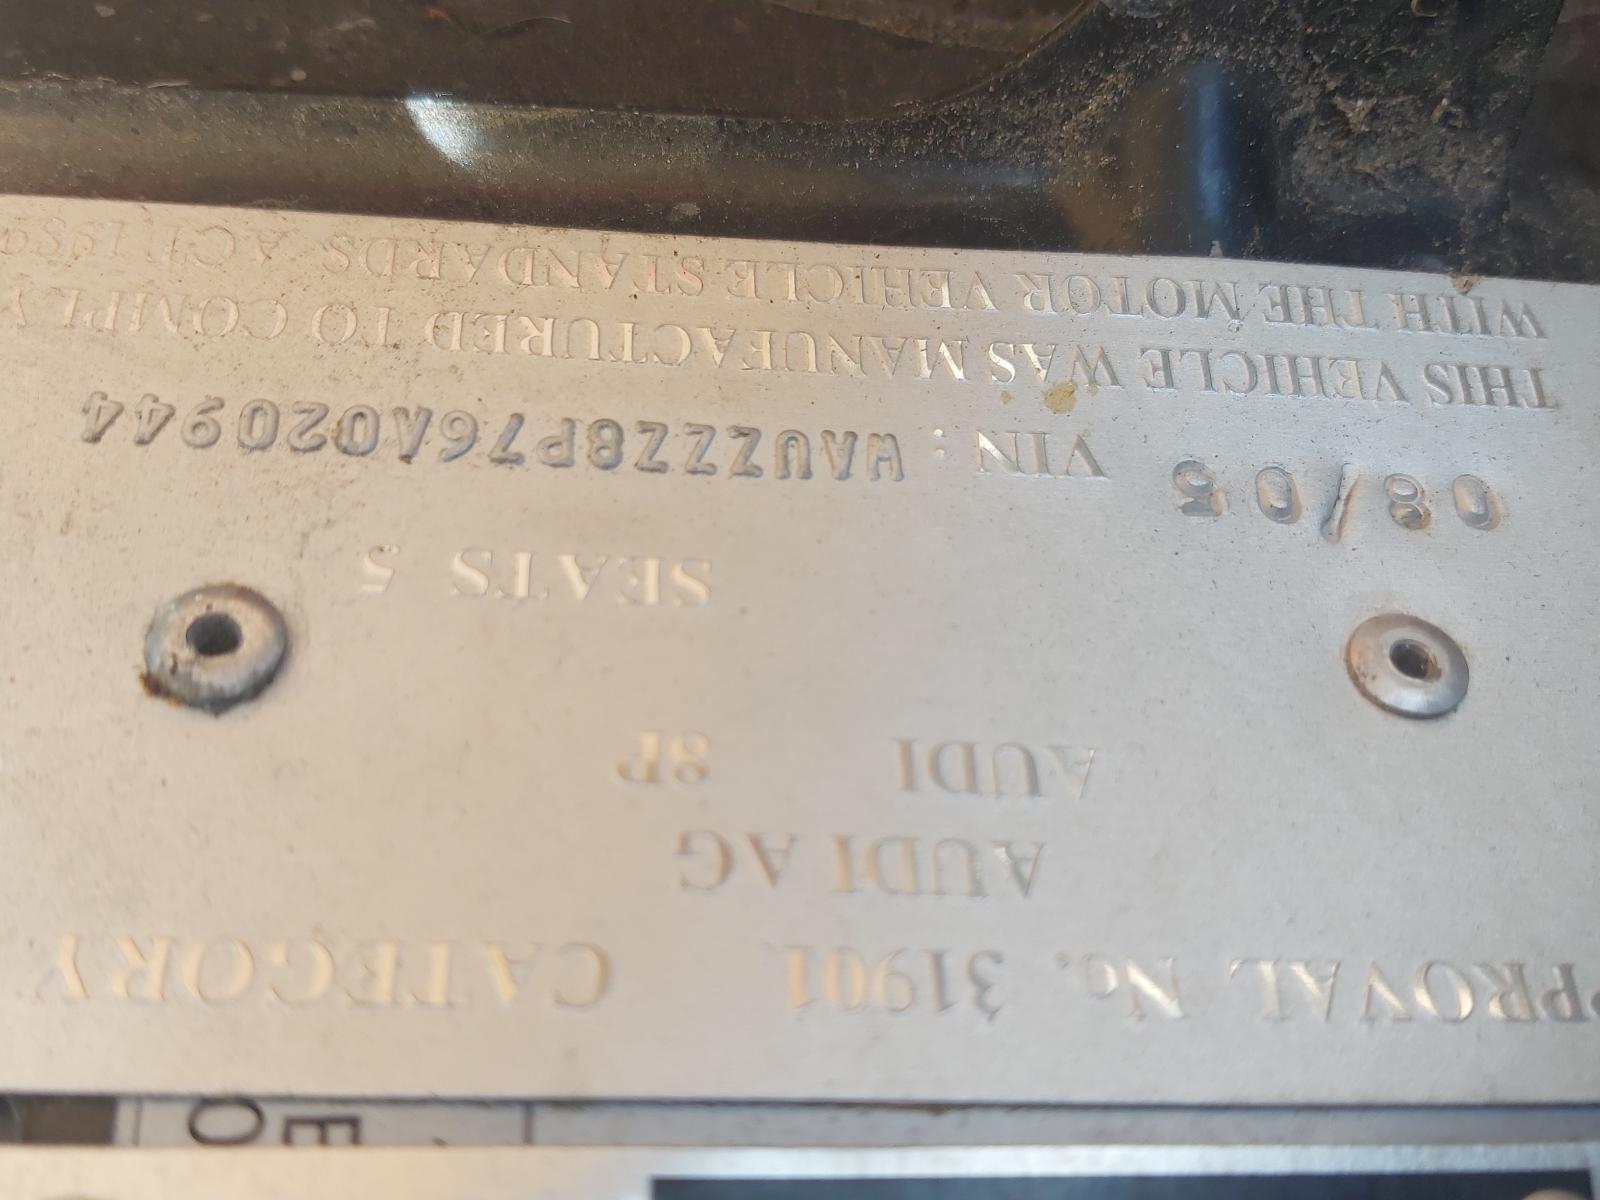 APPROVAL No. 31901 CATEGORY
AUDI AG
AUDI 8P
SEATS 5
08/05 VIN : WAUZZZ8P76A020944
THIS VEHICLE WAS MANUFACTURED TO COMPLY
WITH THE MOTOR VEHICLE STANDARDS ACT 1989